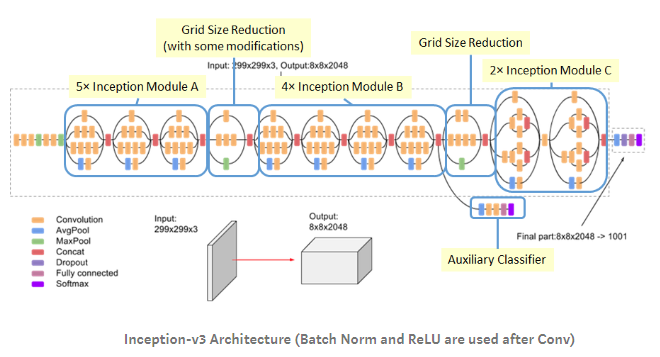 Grid Size Reduction
(with some modifications)
Grid Size Reduction
Input: 299x299x3, Output:8x8x2048
5× Inception Module A
4× Inception Module B
2× Inception Module C
Convolution
AvgPool
MaxPool
Concat
Dropout
Fully connected
Softmax
Input:
299x299x3
Output:
8x8x2048
Final part:8x8x2048 -> 1001
Auxiliary Classifier
Inception-v3 Architecture (Batch Norm and ReLU are used after Conv)